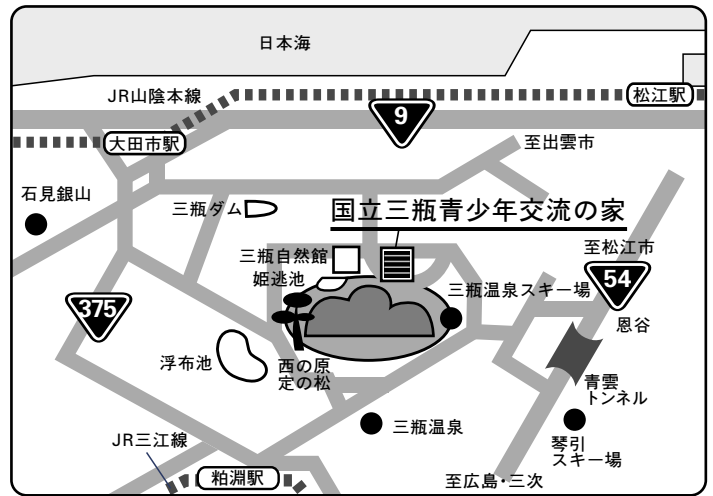 日本海
JR山陰本線
松江駅
9
大田市駅
至出雲市
石見銀山
三瓶ダム
国立三瓶青少年交流の家
三瓶自然館
至松江市
姫逃池
三瓶温泉スキー場
54
375
恩谷
浮布池
西の原
定の松
青雲
トンネル
三瓶温泉
JR三江線
琴引
スキー場
粕淵駅
至広島・三次